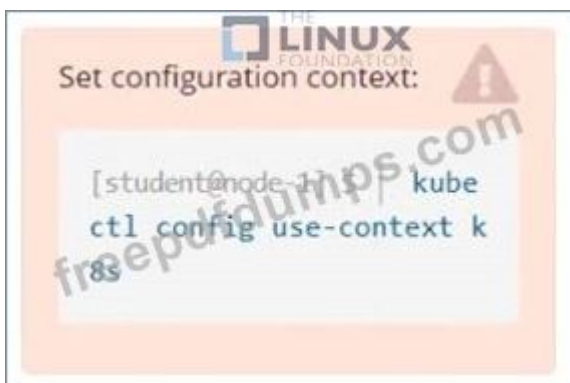 THE
LINUX
FOUNDATION
Set configuration context:
[student@node-1] $ | kube
ctl config use-context k
8s
freepdfdumps.com